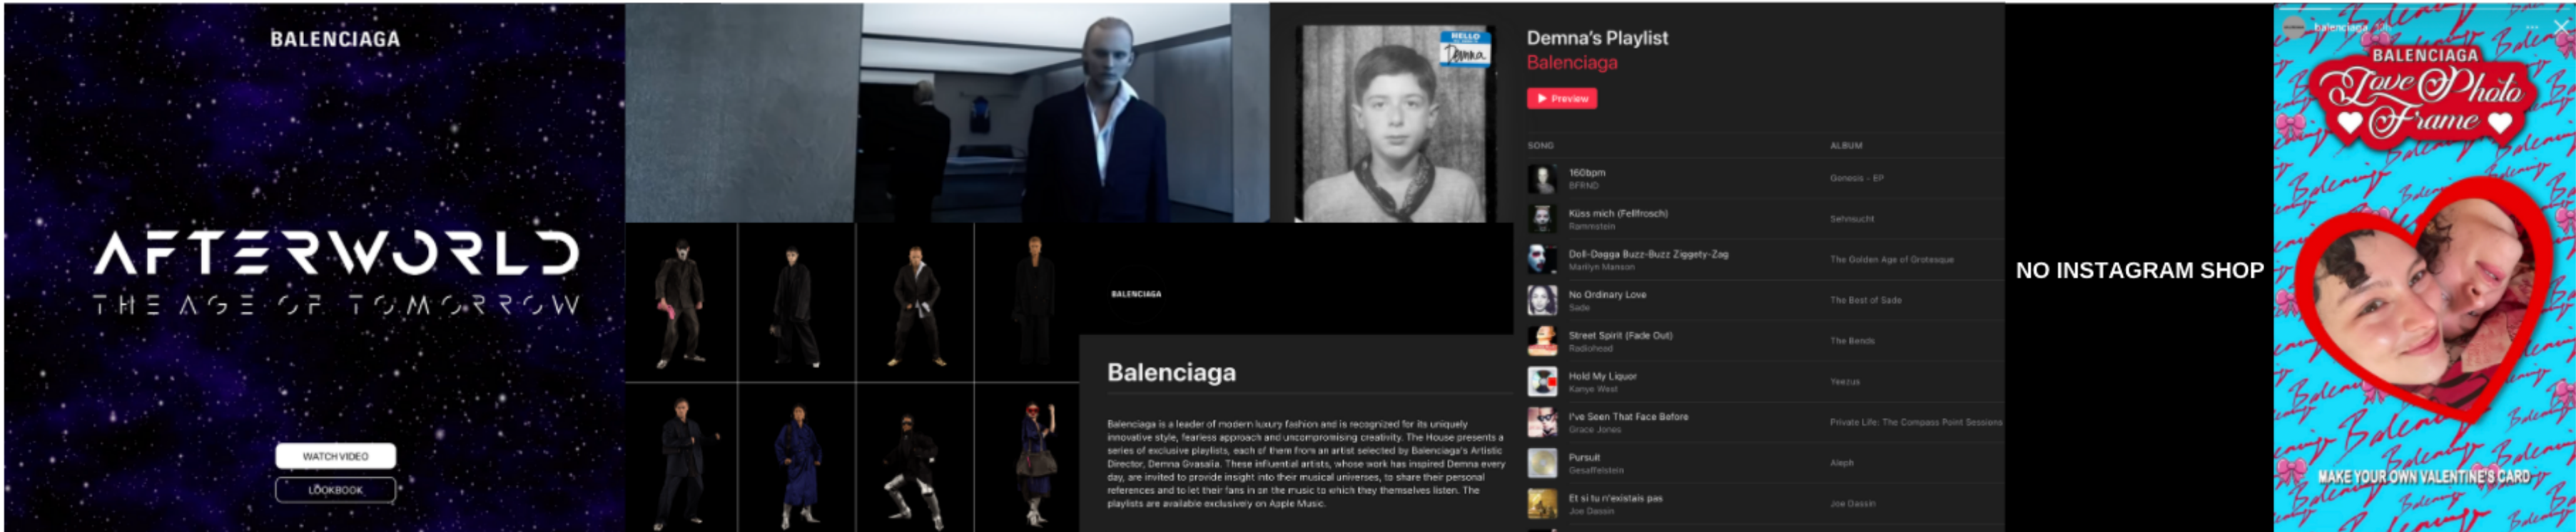 BALENCIAGA
AFTERWORLD
THE AGE OF TOMORROW
WATCH VIDEO
LOOKBOOK
HELLO
Demna
BALENCIAGA
Balenciaga
Balenciaga is a leader of modern luxury fashion and is recognized for its uniquely
innovative style, fearless approach and uncompromising creativity. The House presents a
series of exclusive playlists, each of them from an artist selected by Balenciaga's Artistic
Director, Demna Gvasalia. These influential artists, whose work has inspired Demna every
day, are invited to provide insight into their musical universes, to share their personal
references and to let their fans in on the music to which they themselves listen. The
playlists are available exclusively on Apple Music.
Demna's Playlist
Balenciaga
Preview
SONG ALBUM
160bpm
BFRND
Genesis - EP
Küss mich (Fellfrosch)
Rammstein
Sehnsucht
Doll-Dagga Buzz-Buzz Ziggety-Zag
Marilyn Manson
The Golden Age of Grotesque
No Ordinary Love
Sade
The Best of Sade
Street Spirit (Fade Out)
Radiohead
The Bends
Hold My Liquor
Kanye West
Yeezus
I've Seen That Face Before
Grace Jones
Private Life: The Compass Point Sessions
Pursuit
Gesaffelstein
Aleph
Et si tu n'existais pas
Joe Dassin
Joe Dassin
NO INSTAGRAM SHOP
balenciaga
BALENCIAGA
Love Photo
Frame
MAKE YOUR OWN VALENTINE'S CARD